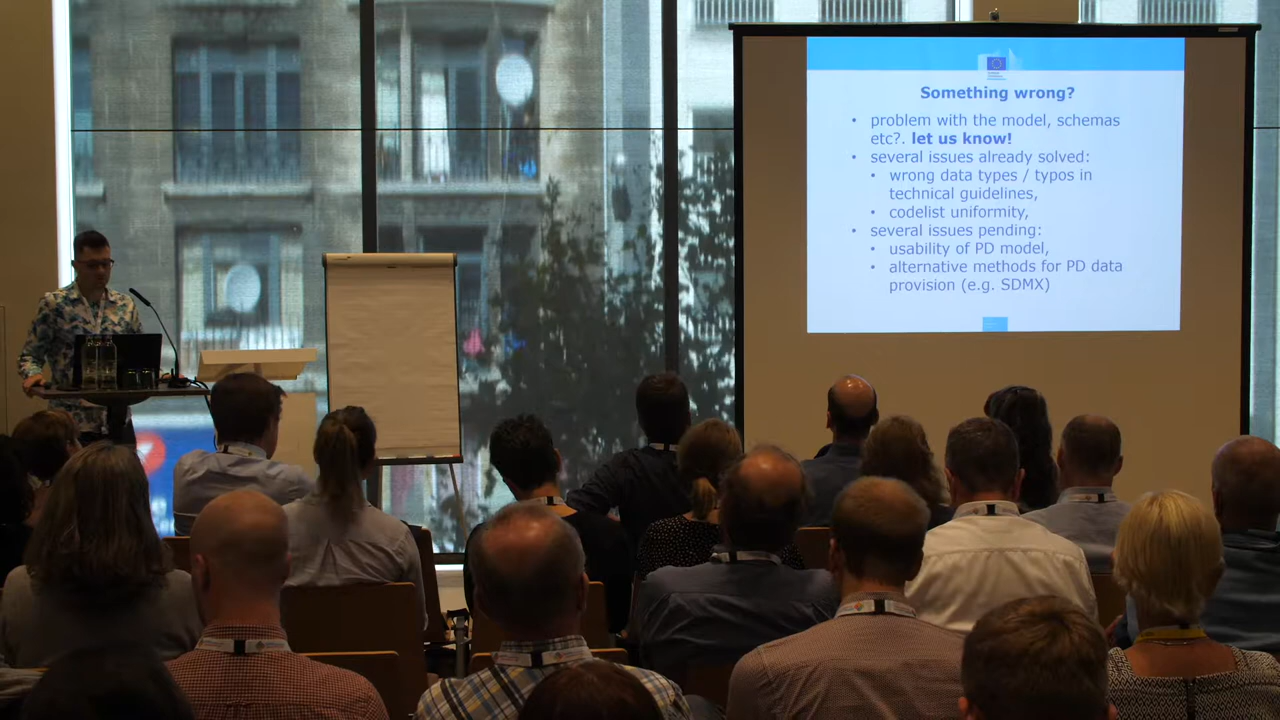 Something wrong?
• problem with the model, schemas
etc?. let us know!
• several issues already solved:
• wrong data types / typos in
technical guidelines,
• codelist uniformity,
• several issues pending:
• usability of PD model,
• alternative methods for PD data
provision (e.g. SDMX)